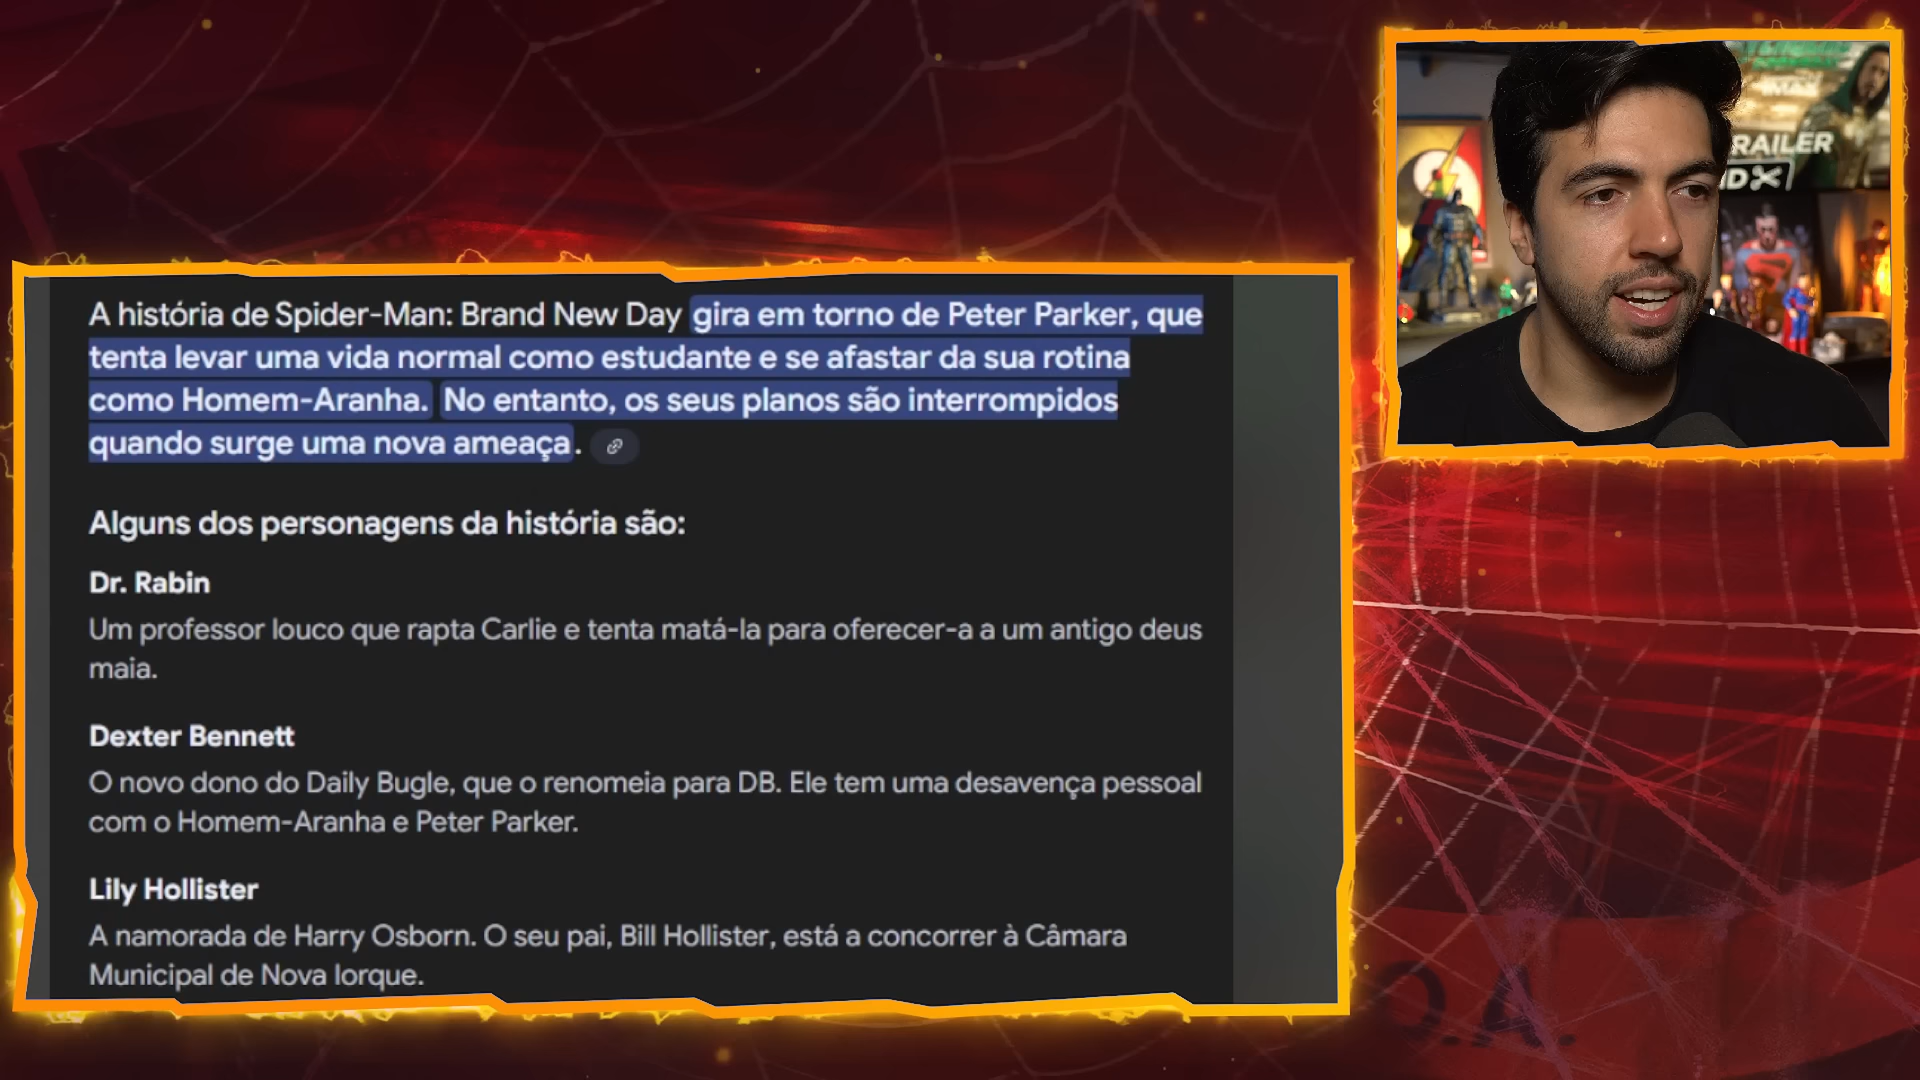 A história de Spider-Man: Brand New Day gira em torno de Peter Parker, que
tenta levar uma vida normal como estudante e se afastar da sua rotina
como Homem-Aranha. No entanto, os seus planos são interrompidos
quando surge uma nova ameaça.
Alguns dos personagens da história são:
Dr. Rabin
Um professor louco que rapta Carlie e tenta matá-la para oferecer-a a um antigo deus
maia.
Dexter Bennett
O novo dono do Daily Bugle, que o renomeia para DB. Ele tem uma desavença pessoal
com o Homem-Aranha e Peter Parker.
Lily Hollister
A namorada de Harry Osborn. O seu pai, Bill Hollister, está a concorrer à Câmara
Municipal de Nova Iorque.
IMAX
RAILER
O.A.